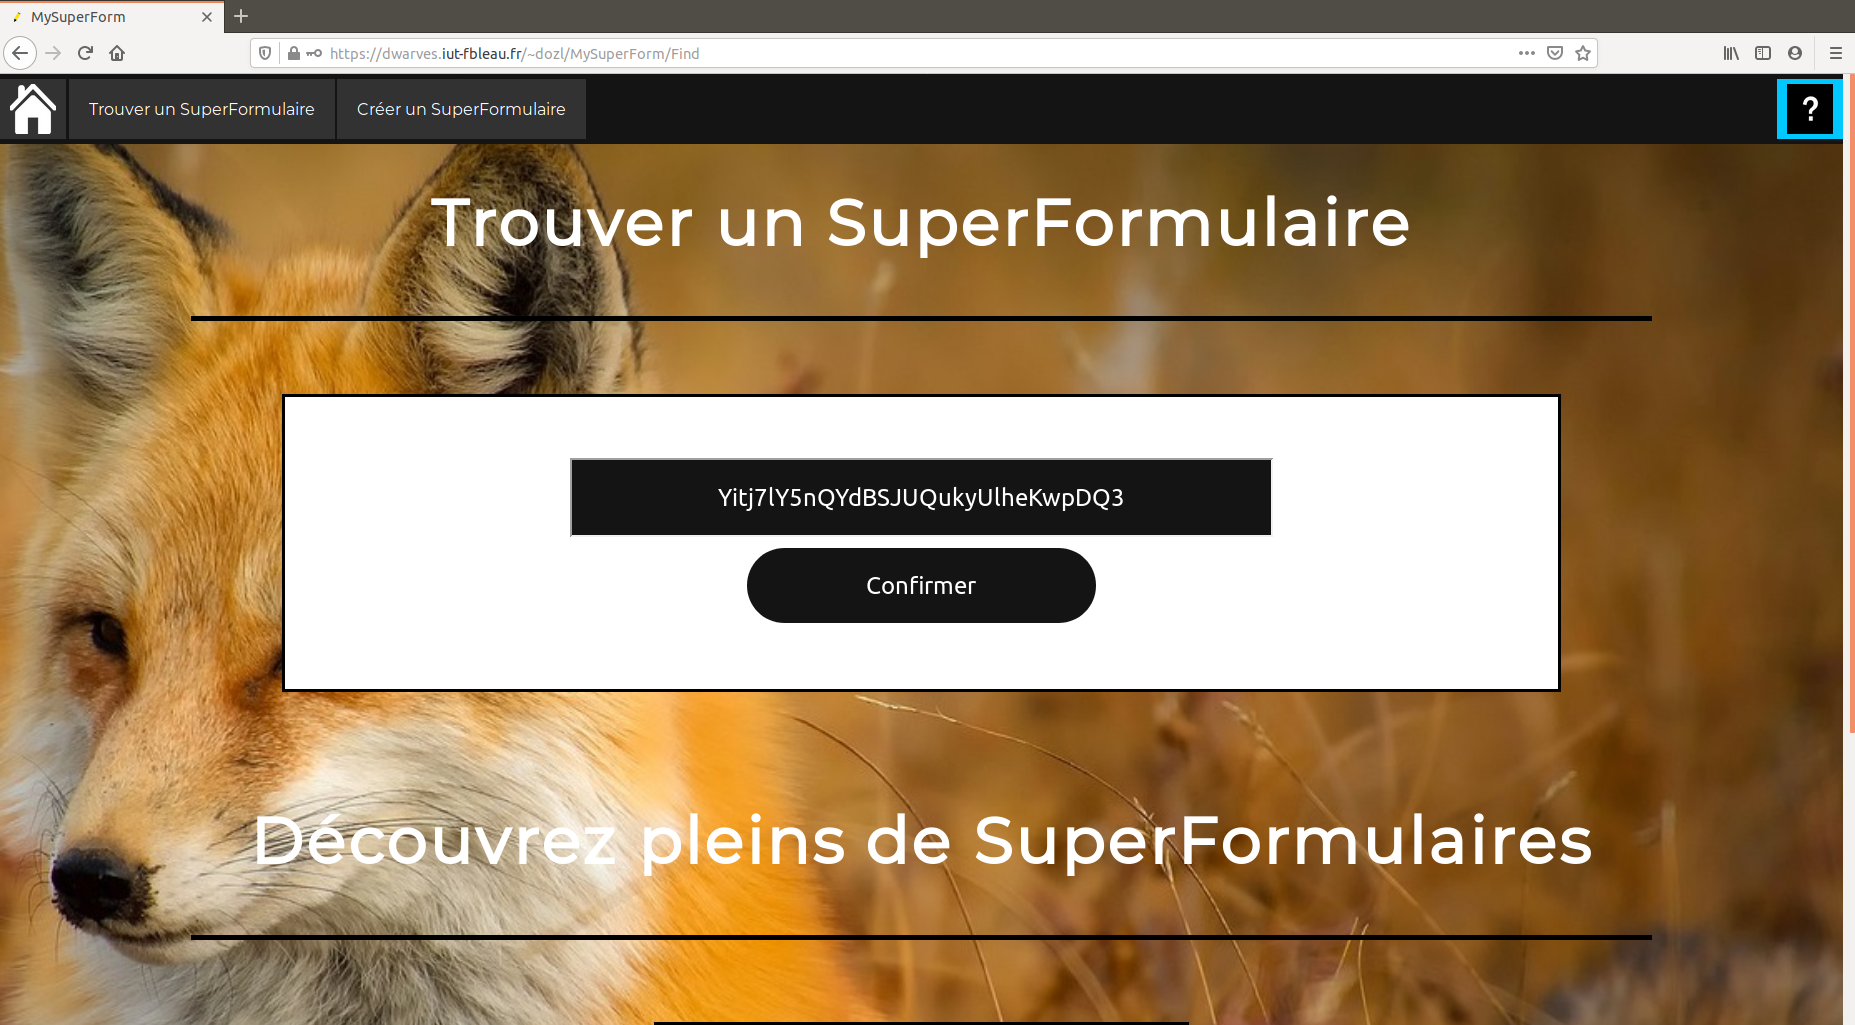 MySuperForm
https://dwarves.iut-fbleau.fr/~dozl/MySuperForm/Find
Trouver un SuperFormulaire
Créer un SuperFormulaire
?
Trouver un SuperFormulaire
Yitj7lY5nQYdBSJUQukyUlheKwpDQ3
Confirmer
Découvrez pleins de SuperFormulaires